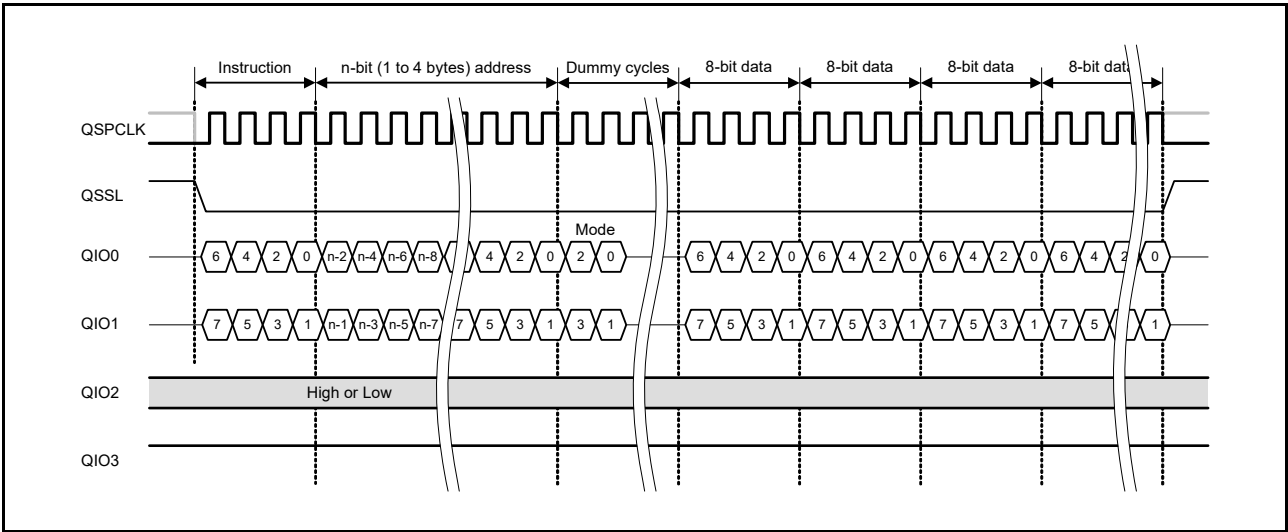 Instruction n-bit (1 to 4 bytes) address Dummy cycles 8-bit data 8-bit data 8-bit data 8-bit data
QSPCLK
QSSL
Mode
QIO0 6 4 2 0 n-2 n-4 n-6 n-8 4 2 0 2 0 6 4 2 0 6 4 2 0 6 4 2 0 6 4 2 0
QIO1 7 5 3 1 n-1 n-3 n-5 n-7 7 5 3 1 3 1 7 5 3 1 7 5 3 1 7 5 3 1 7 5 1
QIO2 High or Low
QIO3